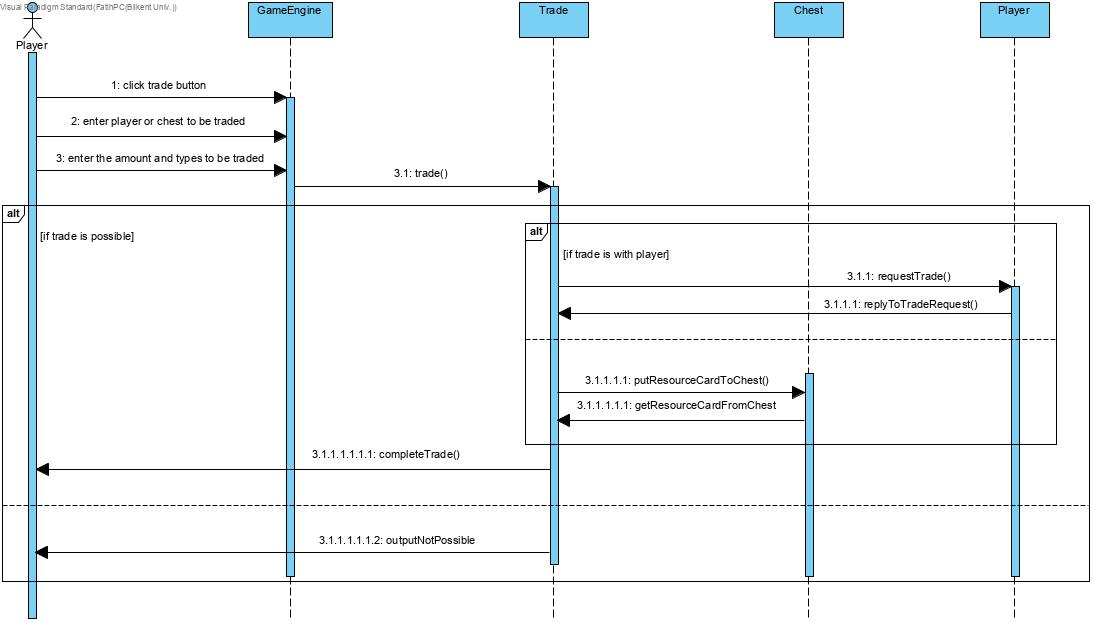 Visual Paradigm Standard(FatihPC(Bilkent Univ.))
Player
GameEngine
Trade
Chest
Player
1: click trade button
2: enter player or chest to be traded
3: enter the amount and types to be traded
3.1: trade()
alt
[if trade is possible]
alt
[if trade is with player]
3.1.1: requestTrade()
3.1.1.1: replyToTradeRequest()
3.1.1.1.1: putResourceCardToChest()
3.1.1.1.1.1: getResourceCardFromChest
3.1.1.1.1.1.1: completeTrade()
3.1.1.1.1.1.2: outputNotPossible